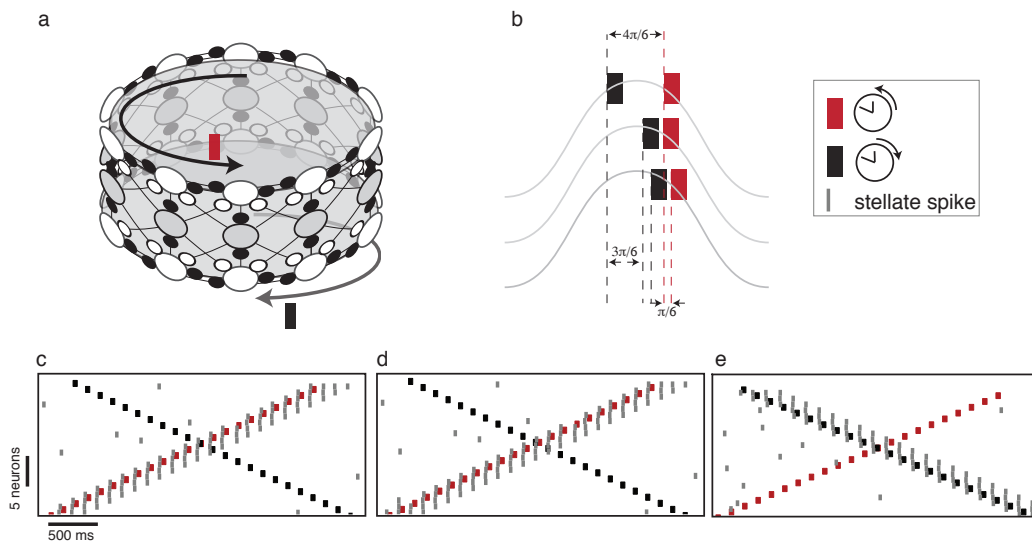 a
b
4π/6
3π/6
π/6
stellate spike
c
d
e
5 neurons
500 ms